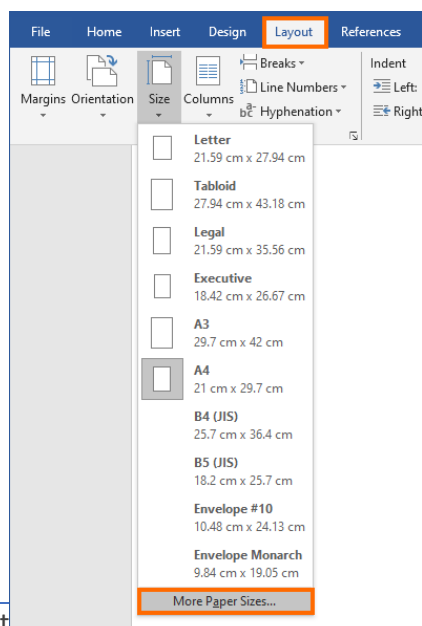 File Home Insert Design Layout References
Breaks Indent
Line Numbers Left:
Margins Orientation Size Columns Hyphenation Right
Letter
21.59 cm x 27.94 cm
Tabloid
27.94 cm x 43.18 cm
Legal
21.59 cm x 35.56 cm
Executive
18.42 cm x 26.67 cm
A3
29.7 cm x 42 cm
A4
21 cm x 29.7 cm
B4 (JIS)
25.7 cm x 36.4 cm
B5 (JIS)
18.2 cm x 25.7 cm
Envelope #10
10.48 cm x 24.13 cm
Envelope Monarch
9.84 cm x 19.05 cm
More Paper Sizes...
t